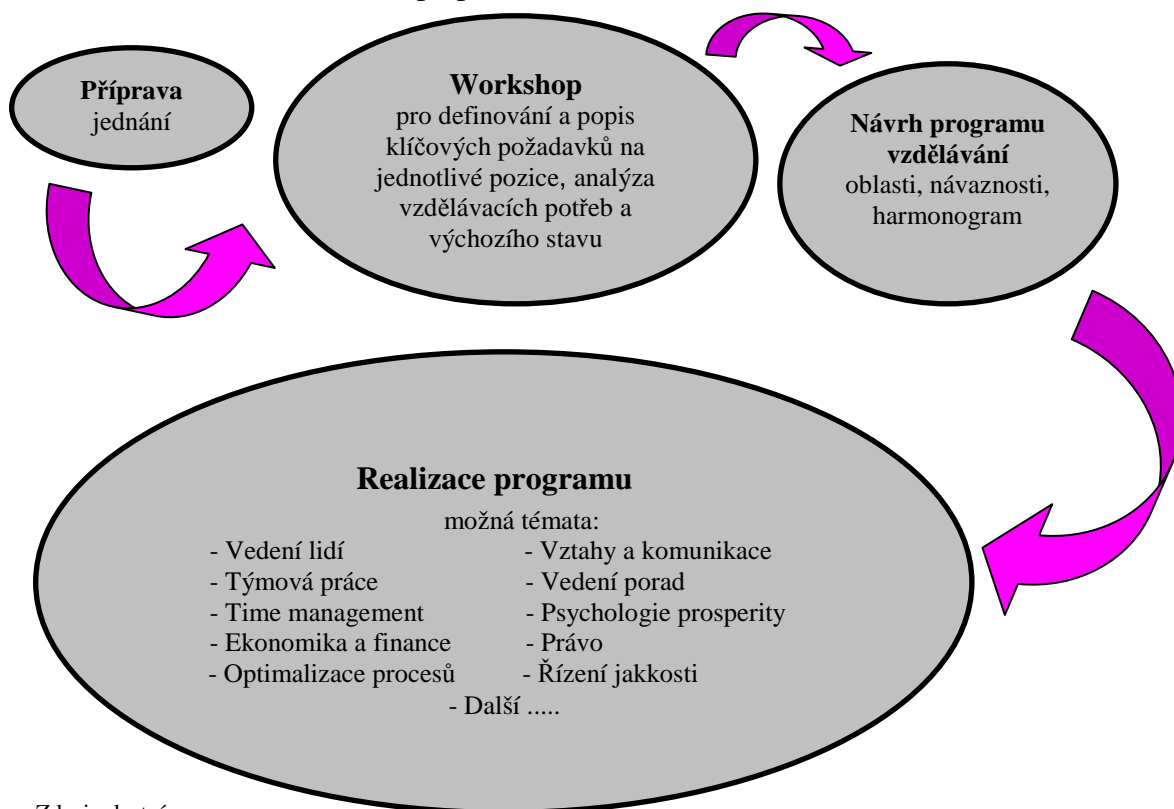 Příprava
jednání
Workshop
pro definování a popis
klíčových požadavků na
jednotlivé pozice, analýza
vzdělávacích potřeb a
výchozího stavu
Návrh programu
vzdělávání
oblasti, návaznosti,
harmonogram
Realizace programu
možná témata:
- Vedení lidí - Vztahy a komunikace
- Týmová práce - Vedení porad
- Time management - Psychologie prosperity
- Ekonomika a finance - Právo
- Optimalizace procesů - Řízení jakkosti
- Další .....